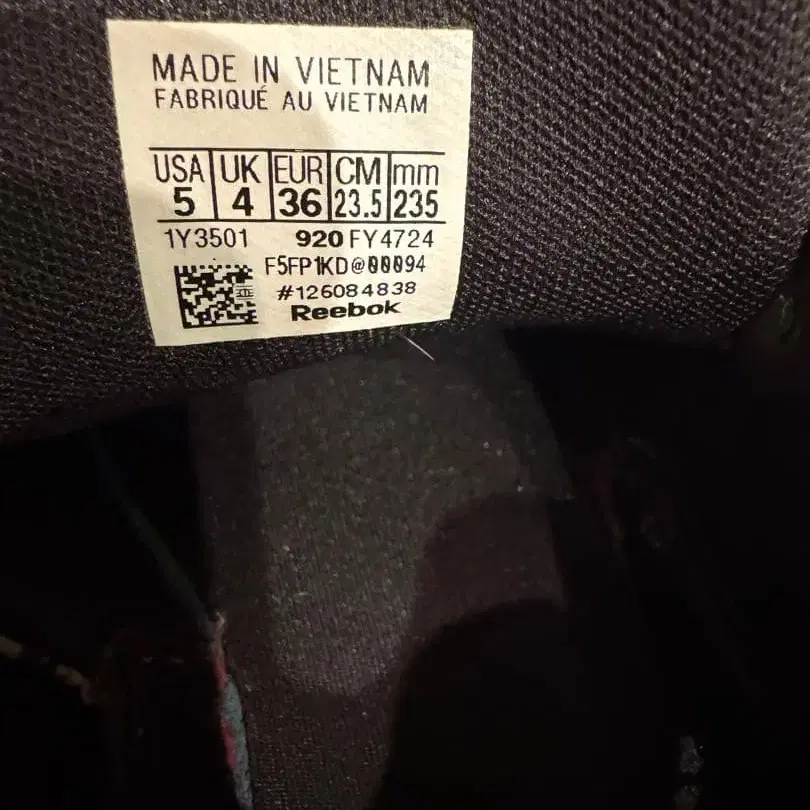 MADE IN VIETNAM
FABRIQUÉ AU VIETNAM
USA UK EUR CM mm
5 4 36 23.5 235
1Y3501 920 FY4724
F5FP1KD@00094
#126084838
Reebok